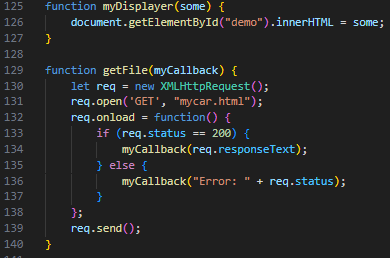 125 function myDisplayer(some) {
126     document.getElementById("demo").innerHTML = some;
127 }
128
129 function getFile(myCallback) {
130     let req = new XMLHttpRequest();
131     req.open('GET', "mycar.html");
132     req.onload = function() {
133         if (req.status == 200) {
134             myCallback(req.responseText);
135         } else {
136             myCallback("Error: " + req.status);
137         }
138     };
139     req.send();
140 }